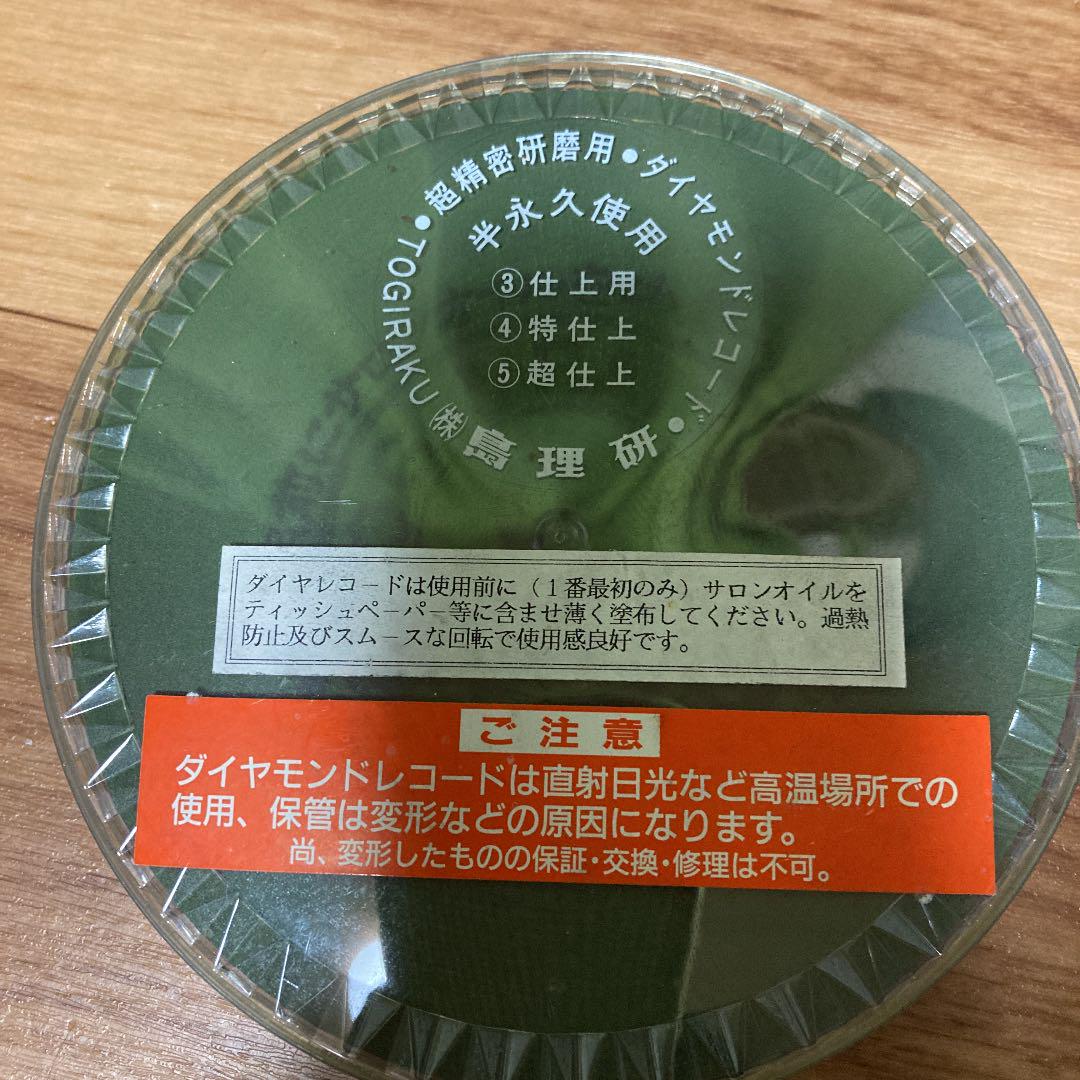 •超精密研磨用•ダイヤモンドレコード•
半永久使用
③仕上用
④特仕上
⑤超仕上
TOGIRAKU ㈱島理研
ダイヤレコードは使用前に（１番最初のみ）サロンオイルを
ティッシュペーパー等に含ませ薄く塗布してください。過熱
防止及びスムースな回転で使用感良好です。
ご注意
ダイヤモンドレコードは直射日光など高温場所での
使用、保管は変形などの原因になります。
尚、変形したものの保証・交換・修理は不可。